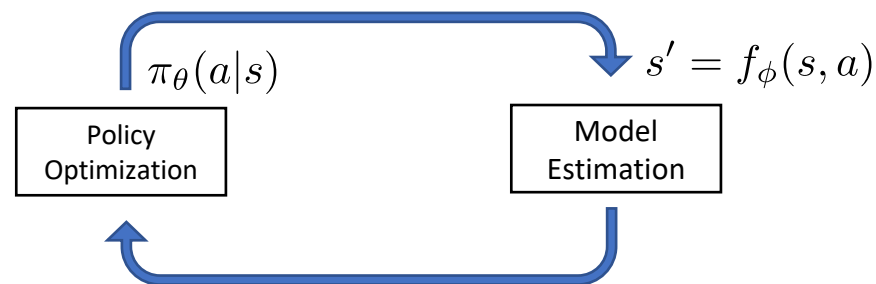 π_θ(a|s)
s′ = f_ϕ(s, a)
Policy
Optimization
Model
Estimation